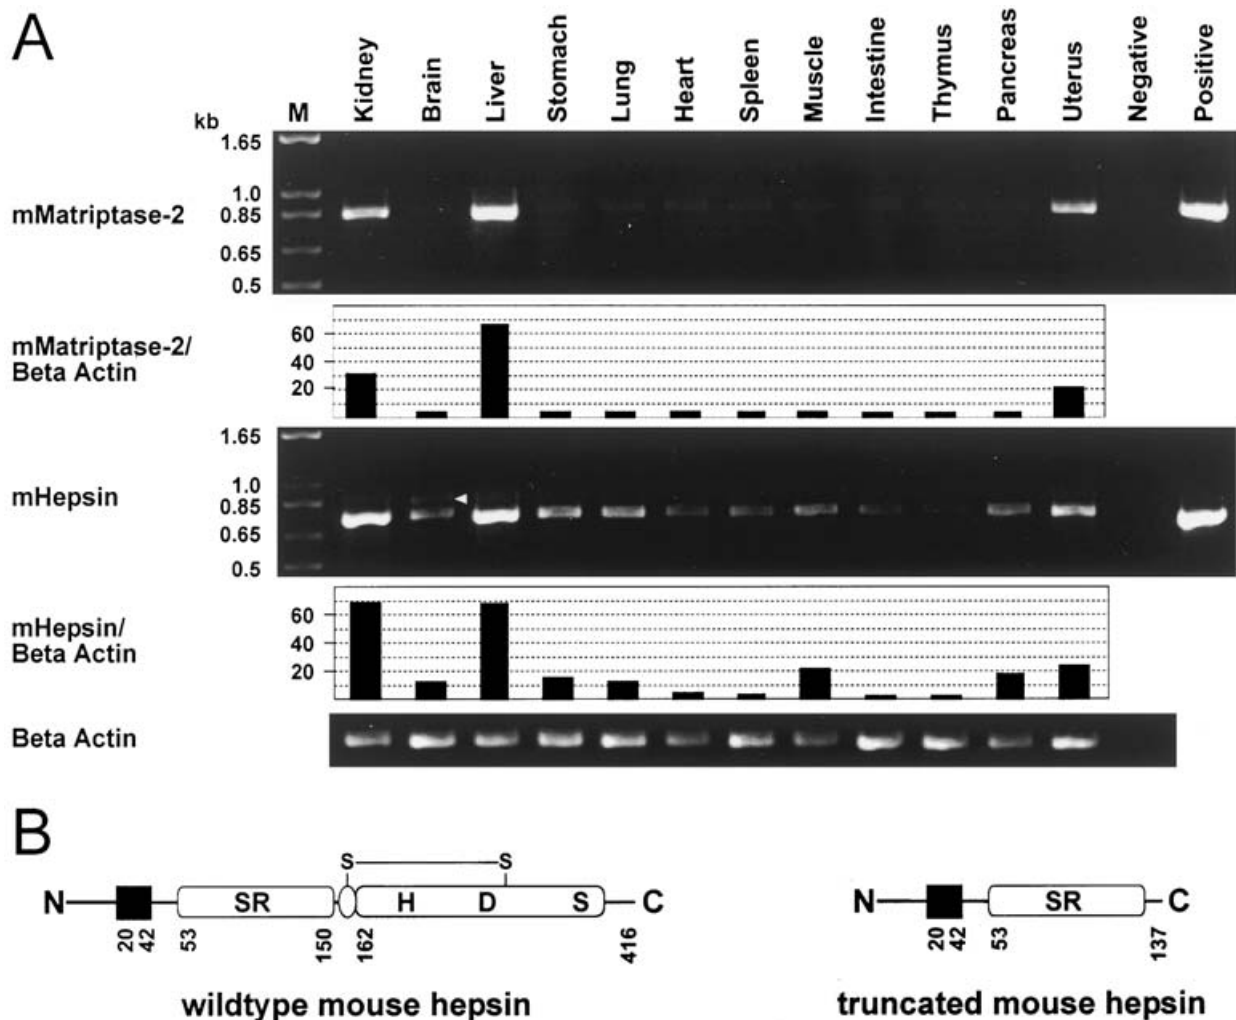 A
kb
M
Kidney
Brain
Liver
Stomach
Lung
Heart
Spleen
Muscle
Intestine
Thymus
Pancreas
Uterus
Negative
Positive
mMatriptase-2
1.65
1.0
0.85
0.65
0.5
mMatriptase-2/
Beta Actin
60
40
20
mHepsin
1.65
1.0
0.85
0.65
0.5
mHepsin/
Beta Actin
60
40
20
Beta Actin
B
S S
N SR H D S C
20 42 53 150 162 416
wildtype mouse hepsin
N SR C
20 42 53 137
truncated mouse hepsin